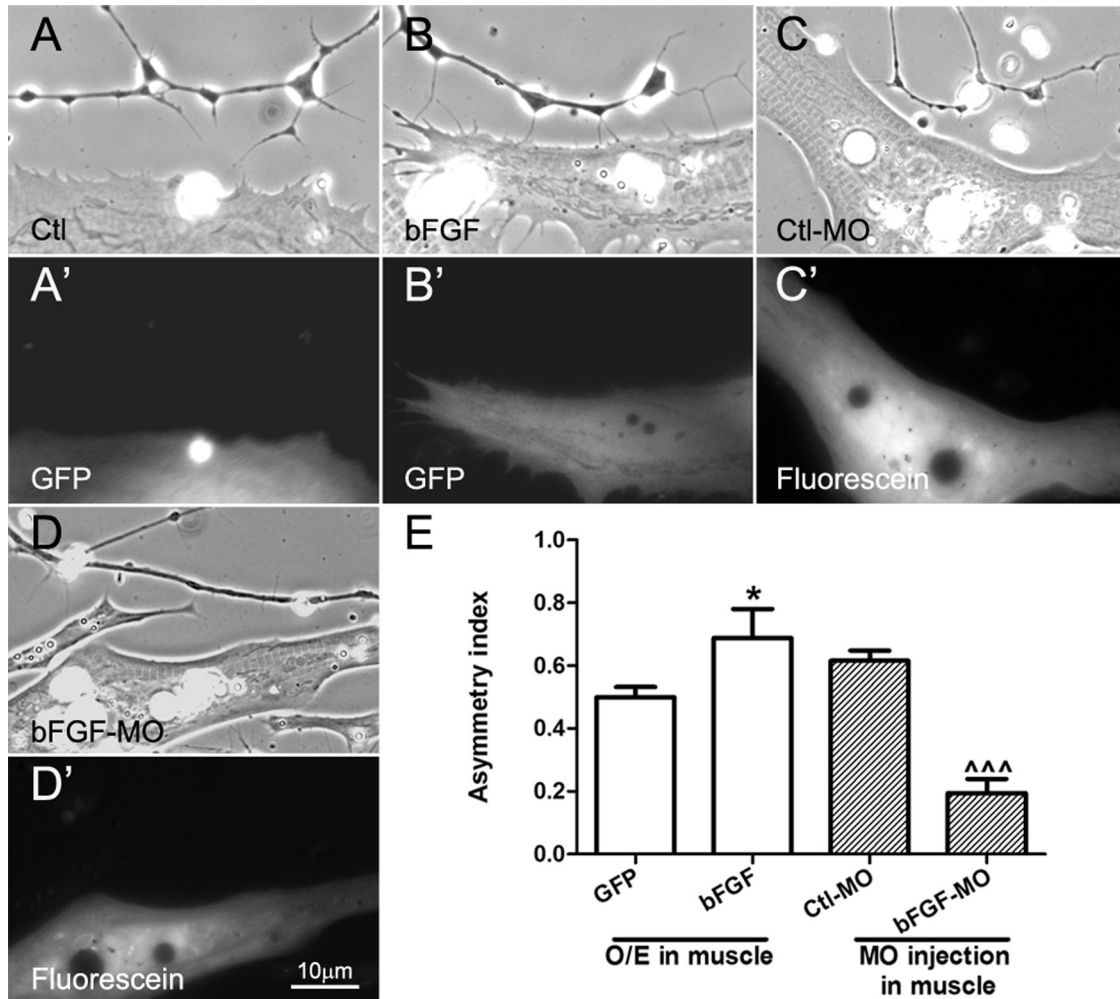 A
Ctl
B
bFGF
C
Ctl-MO
A’
GFP
B’
GFP
C’
Fluorescein
D
bFGF-MO
D’
Fluorescein
10μm
E
Asymmetry index
1.0
0.8
0.6
0.4
0.2
0.0
*
^^^
GFP
bFGF
Ctl-MO
bFGF-MO
O/E in muscle
MO injection
in muscle